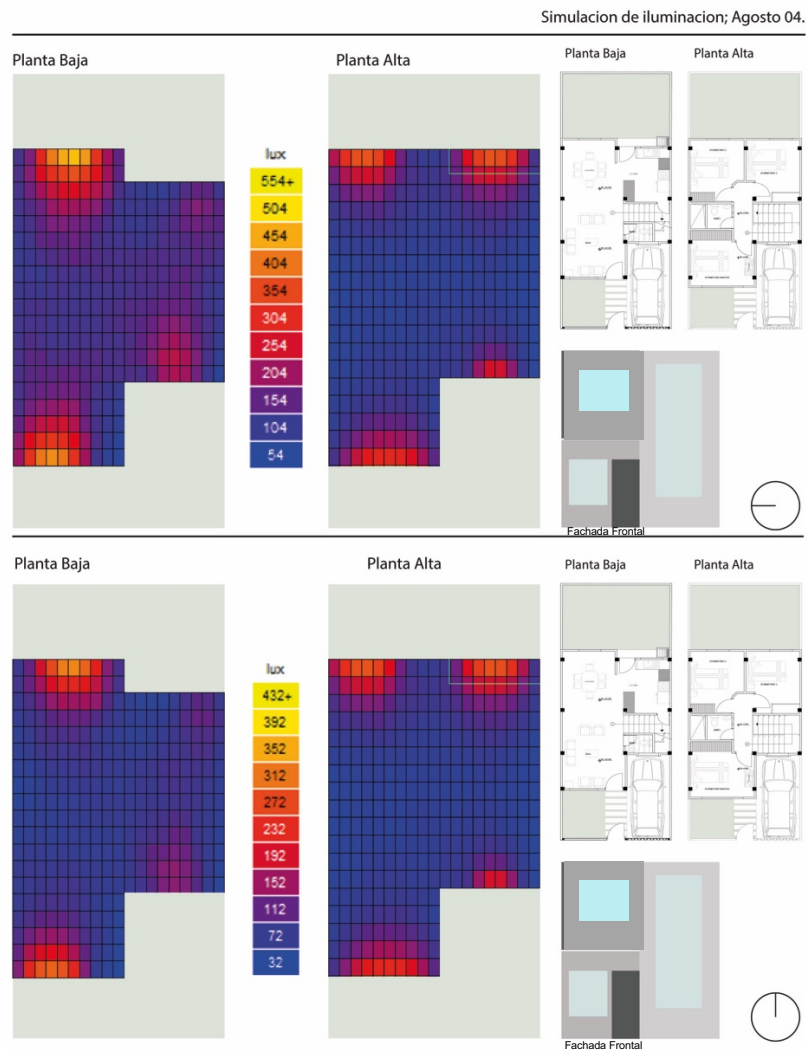 Simulacion de iluminacion; Agosto 04.
Planta Baja
Planta Alta
Planta Baja
Planta Alta
lux
554+
504
454
404
354
304
254
204
154
104
54
Fachada Frontal
Planta Baja
Planta Alta
Planta Baja
Planta Alta
lux
432+
392
352
312
272
232
192
152
112
72
32
Fachada Frontal